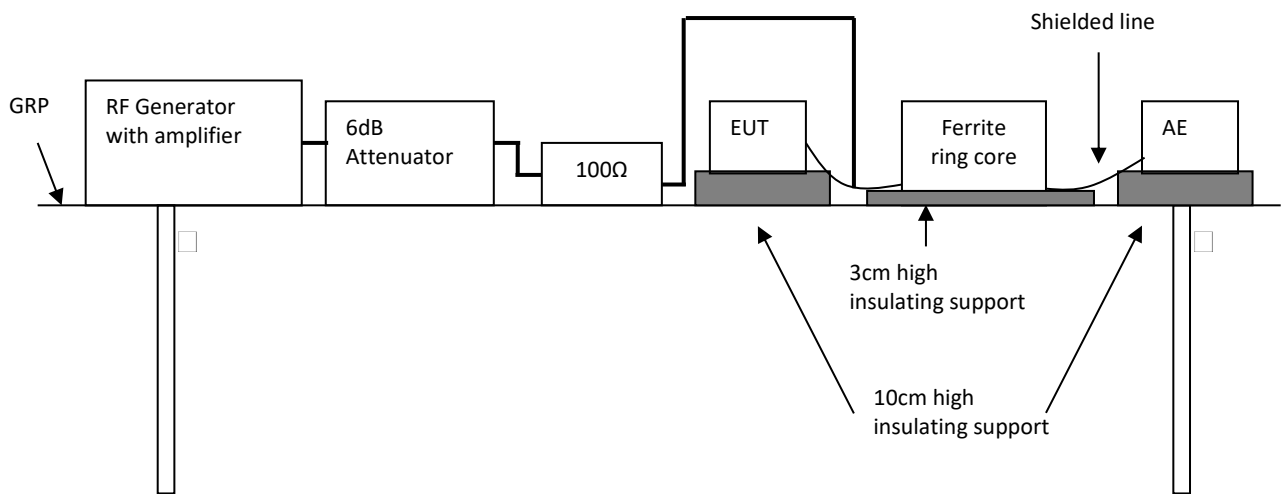 Shielded line
GRP
RF Generator
with amplifier
6dB
Attenuator
100Ω
EUT
Ferrite
ring core
AE
3cm high
insulating support
10cm high
insulating support